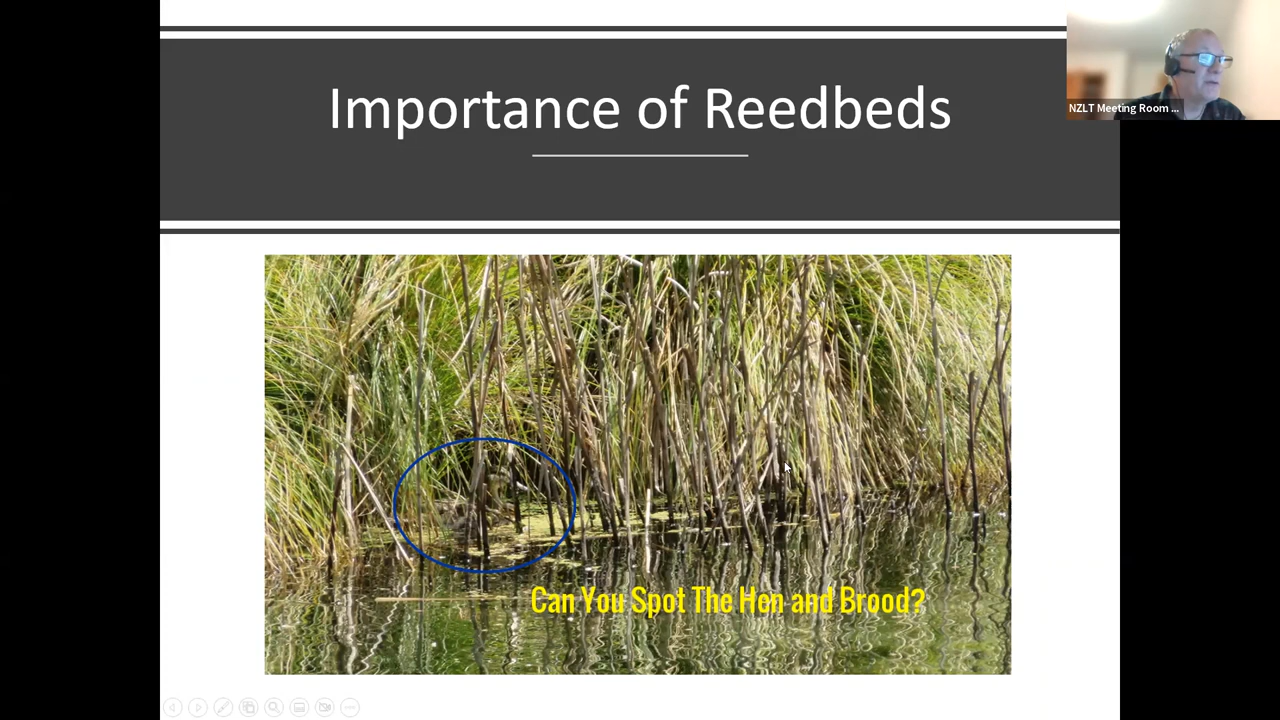 Importance of Reedbeds
NZLT Meeting Room ...
Can You Spot The Hen and Brood?